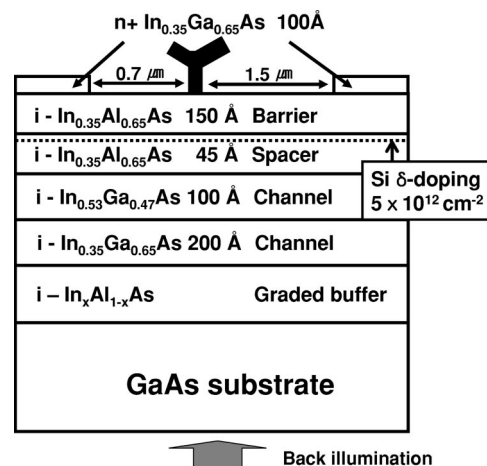 n+ In0.35Ga0.65As 100Å
0.7 ㎛ 1.5 ㎛
i - In0.35Al0.65As 150 Å Barrier
i - In0.35Al0.65As 45 Å Spacer
Si δ-doping
5 x 10¹² cm⁻²
i - In0.53Ga0.47As 100 Å Channel
i - In0.35Ga0.65As 200 Å Channel
i – InxAl1-xAs Graded buffer
GaAs substrate
Back illumination